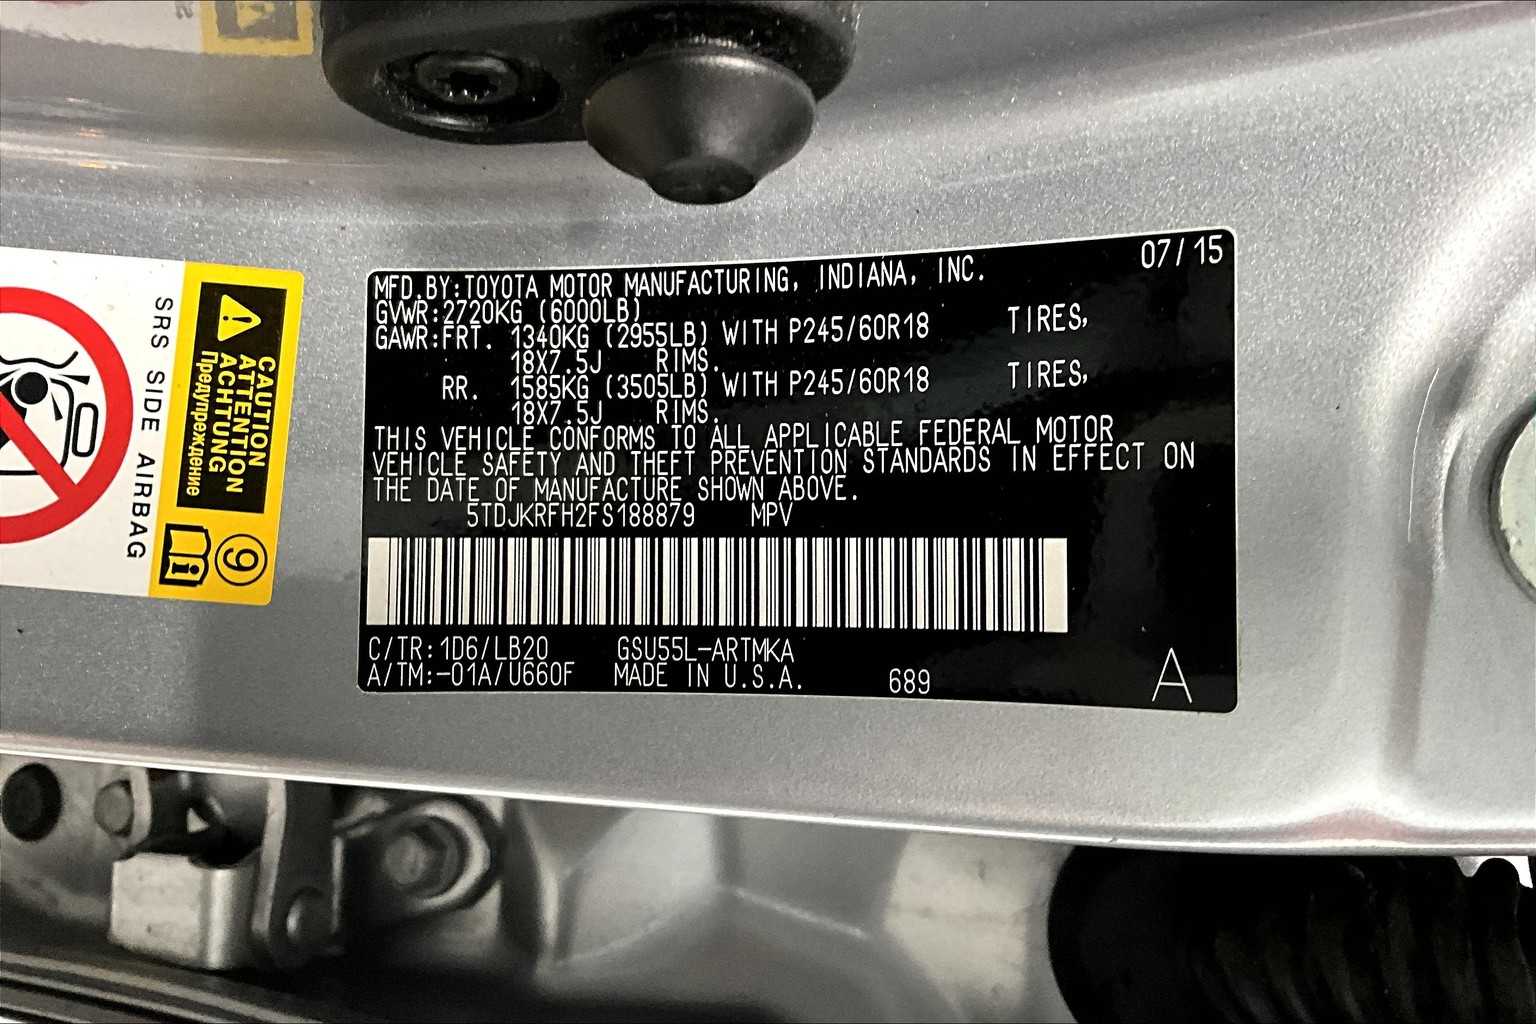 SRS SIDE AIRBAG
CAUTION
ATTENTION
ACHTUNG
Предупреждение
9
07/15
MFD.BY:TOYOTA MOTOR MANUFACTURING, INDIANA, INC.
GVWR:2720KG (6000LB)
GAWR:FRT. 1340KG (2955LB) WITH P245/60R18 TIRES,
18X7.5J RIMS.
RR. 1585KG (3505LB) WITH P245/60R18 TIRES,
18X7.5J RIMS.
THIS VEHICLE CONFORMS TO ALL APPLICABLE FEDERAL MOTOR
VEHICLE SAFETY AND THEFT PREVENTION STANDARDS IN EFFECT ON
THE DATE OF MANUFACTURE SHOWN ABOVE.
5TDJKRFH2FS188879 MPV
C/TR:1D6/LB20 GSU55L-ARTMKA
A/TM:-01A/U660F MADE IN U.S.A. 689 A